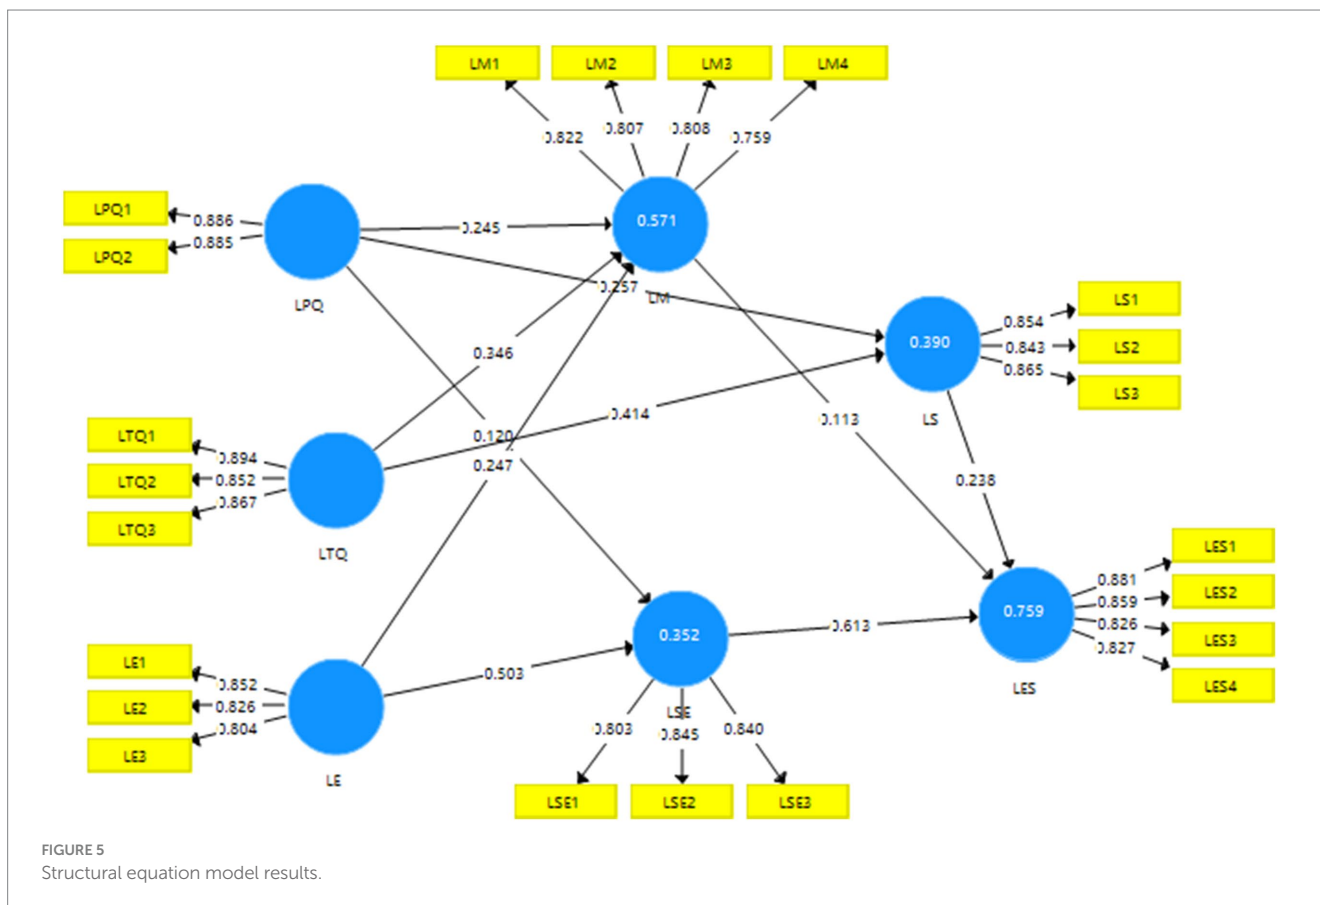 LM1 LM2 LM3 LM4
0.822 0.807 0.808 0.759
LPQ1
LPQ2
0.886
0.885
LPQ
0.245
0.571
LM
0.257
0.346
LS1
LS2
LS3
0.854
0.843
0.865
0.390
LS
LTQ1
LTQ2
LTQ3
0.894
0.852
0.867
LTQ
0.414
0.120
0.247
0.113
0.238
LES1
LES2
LES3
LES4
0.881
0.859
0.826
0.827
0.759
LES
LE1
LE2
LE3
0.852
0.826
0.804
LE
0.503
0.352
0.613
LSE
0.803 0.845 0.840
LSE1 LSE2 LSE3
FIGURE 5
Structural equation model results.